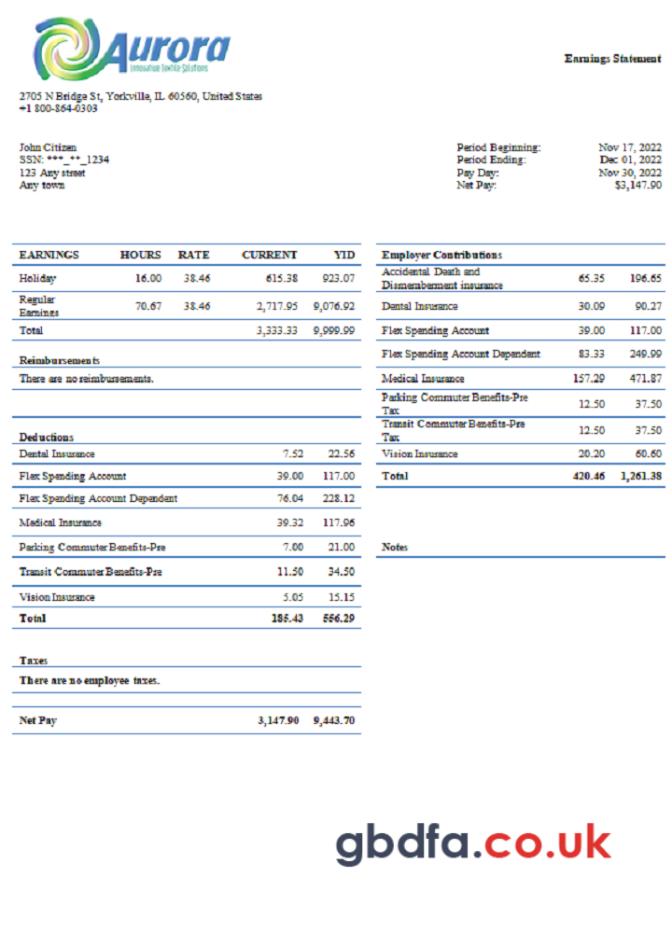 Aurora
Innovative Textile Solutions
Earnings Statement
2705 N Bridge St, Yorkville, IL 60560, United States
+1 800-864-0303
John Citizen
SSN: ***_**_1234
123 Any street
Any town
Period Beginning: Nov 17, 2022
Period Ending: Dec 01, 2022
Pay Day: Nov 30, 2022
Net Pay: $3,147.90
EARNINGS HOURS RATE CURRENT YTD
Holiday 16.00 38.46 615.38 923.07
Regular
Earnings 70.67 38.46 2,717.95 9,076.92
Total 3,333.33 9,999.99
Reimbursements
There are no reimbursements.
Deductions
Dental Insurance 7.52 22.56
Flex Spending Account 39.00 117.00
Flex Spending Account Dependent 76.04 228.12
Medical Insurance 39.32 117.96
Parking Commuter Benefits-Pre 7.00 21.00
Transit Commuter Benefits-Pre 11.50 34.50
Vision Insurance 5.05 15.15
Total 185.43 556.29
Taxes
There are no employee taxes.
Net Pay 3,147.90 9,443.70
Employer Contributions
Accidental Death and
Dismemberment insurance 65.35 196.65
Dental Insurance 30.09 90.27
Flex Spending Account 39.00 117.00
Flex Spending Account Dependent 83.33 249.99
Medical Insurance 157.29 471.87
Parking Commuter Benefits-Pre
Tax 12.50 37.50
Transit Commuter Benefits-Pre
Tax 12.50 37.50
Vision Insurance 20.20 60.60
Total 420.46 1,261.38
Notes
gbdfa.co.uk